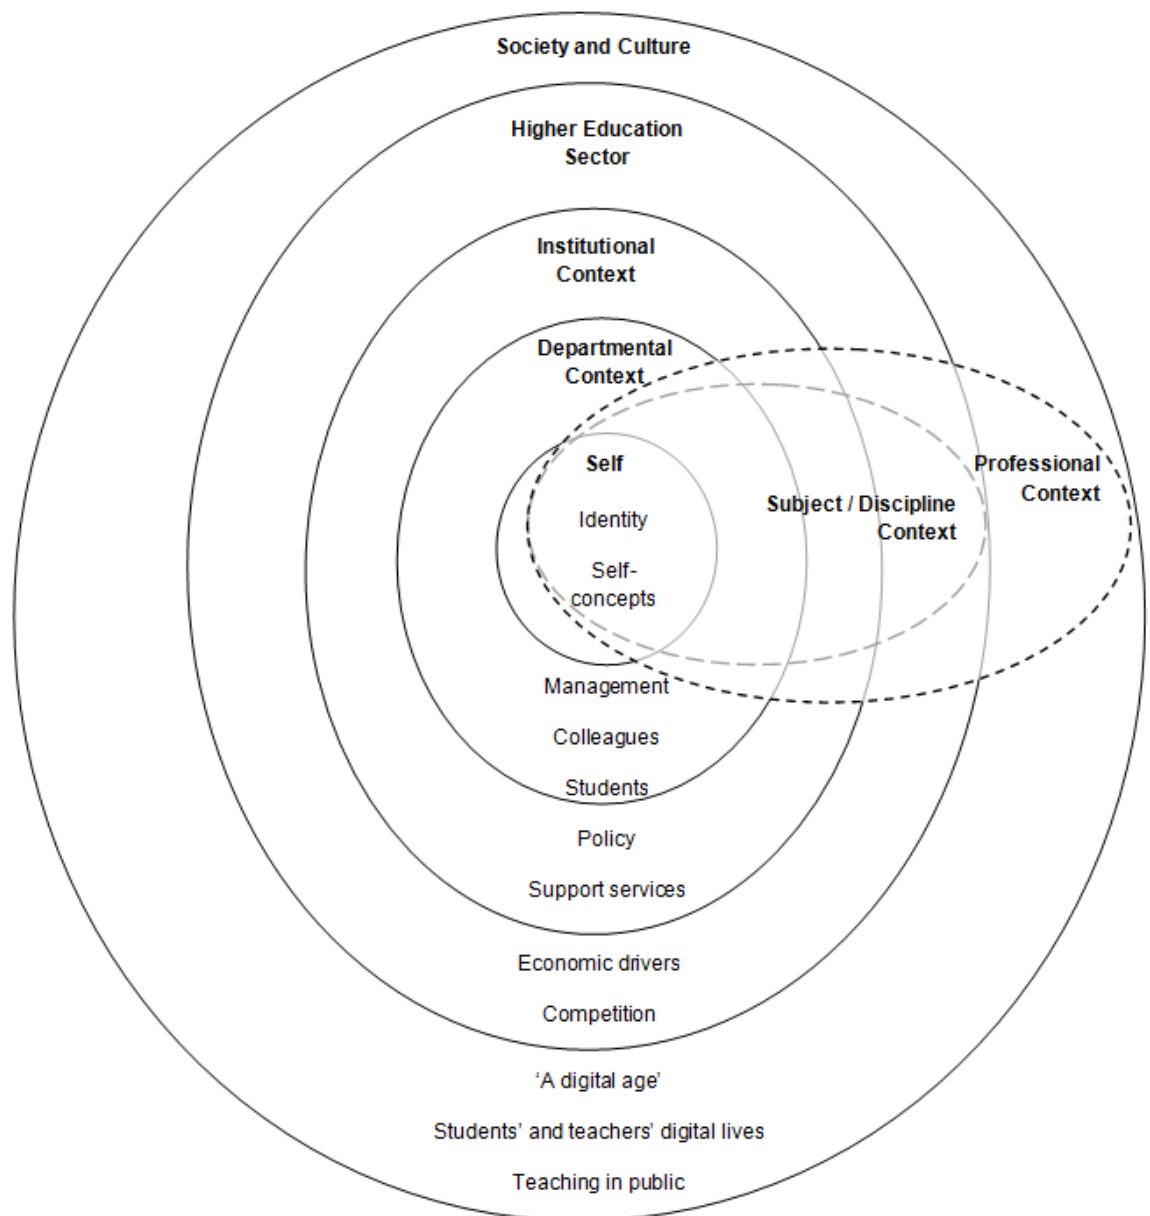 Society and Culture
Higher Education
Sector
Institutional
Context
Departmental
Context
Self
Identity
Self-
concepts
Professional
Context
Subject / Discipline
Context
Management
Colleagues
Students
Policy
Support services
Economic drivers
Competition
‘A digital age’
Students’ and teachers’ digital lives
Teaching in public